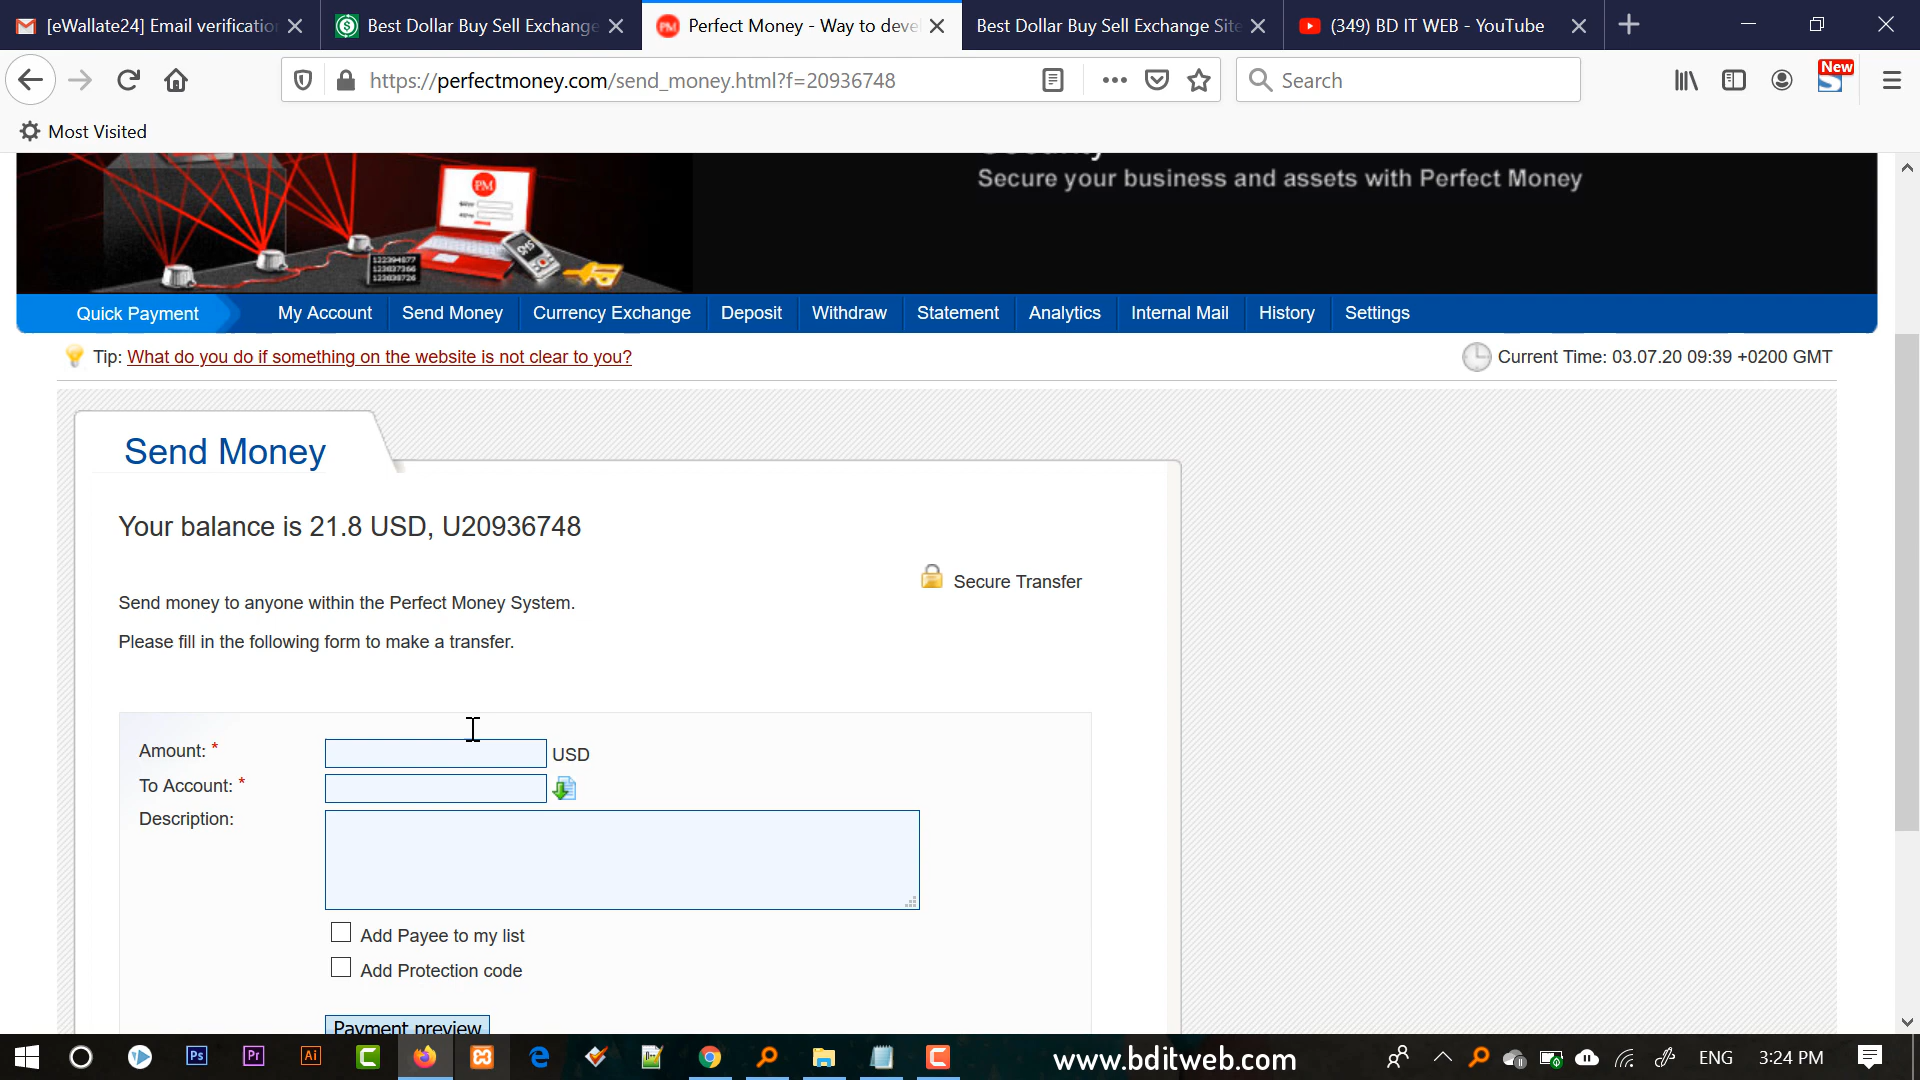 [eWallate24] Email verificatio
Best Dollar Buy Sell Exchange
Perfect Money - Way to deve
Best Dollar Buy Sell Exchange Site
(349) BD IT WEB - YouTube
https://perfectmoney.com/send_money.html?f=20936748
Search
New
Most Visited
PM
Secure your business and assets with Perfect Money
SMS
Quick Payment
My Account
Send Money
Currency Exchange
Deposit
Withdraw
Statement
Analytics
Internal Mail
History
Settings
Tip: What do you do if something on the website is not clear to you?
Current Time: 03.07.20 09:39 +0200 GMT
Send Money
Your balance is 21.8 USD, U20936748
Secure Transfer
Send money to anyone within the Perfect Money System.
Please fill in the following form to make a transfer.
Amount: *
USD
To Account: *
Description:
Add Payee to my list
Add Protection code
Payment preview
Ps
Pr
Ai
www.bditweb.com
ENG
3:24 PM